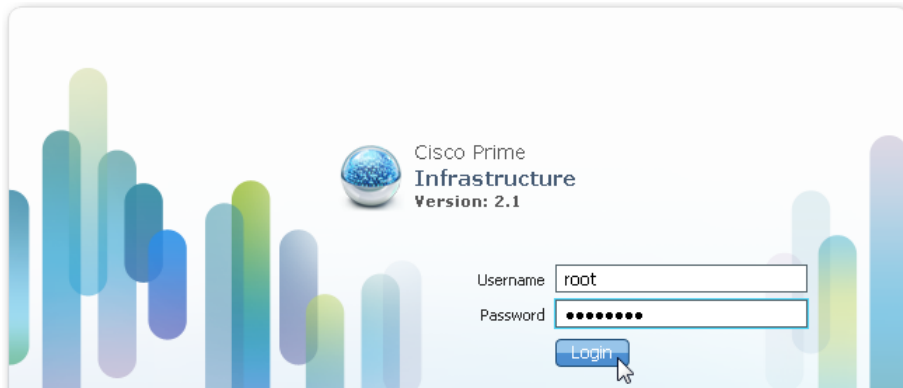 Cisco Prime
Infrastructure
Version: 2.1
Username root
Password ●●●●●●●●
Login